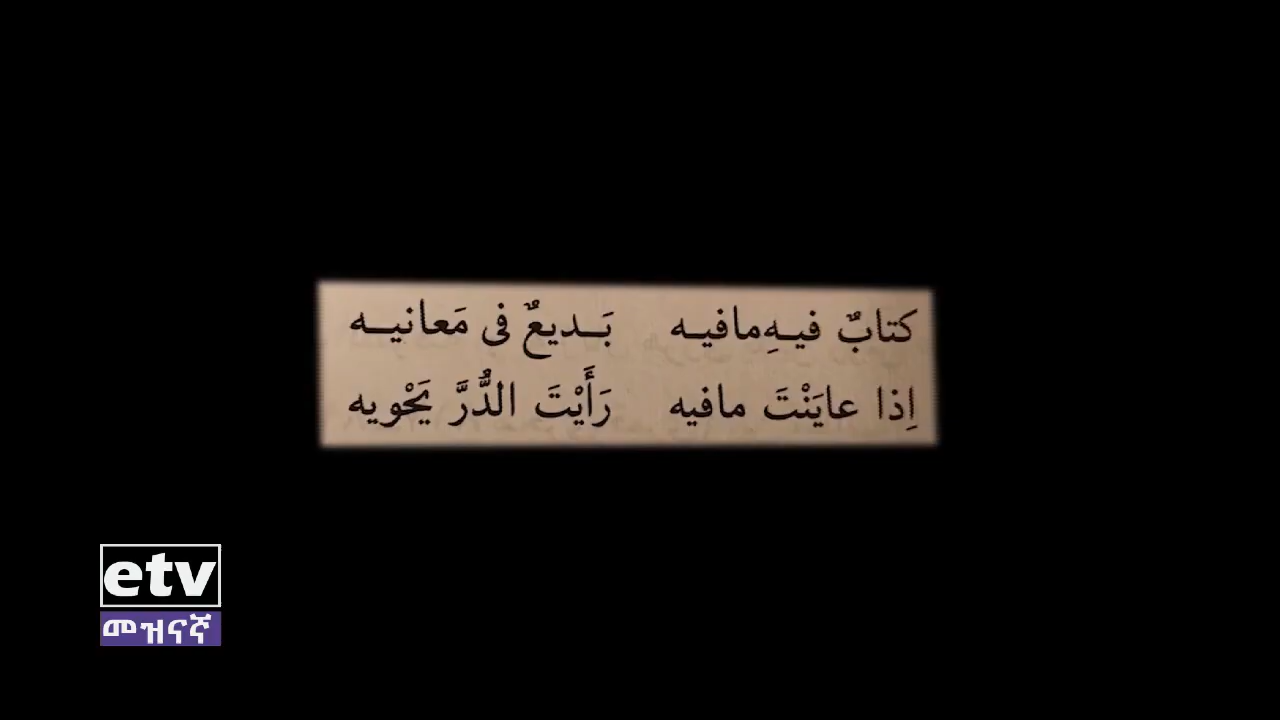 كتابٌ فيـهِ مافيـه بَـديعٌ فى مَعانيـه
اِذا عايَنْتَ مافيه رَأَيْتَ الدُّرَّ يَحْويه
etv
መዝናኛ